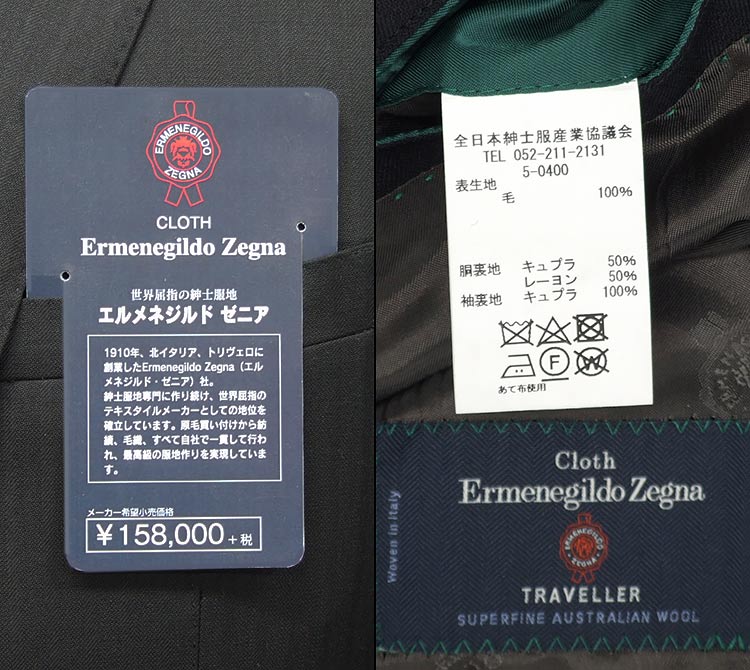 ERMENEGILDO
ZEGNA
CLOTH
Ermenegildo Zegna
世界屈指の紳士服地
エルメネジルド ゼニア
1910年、北イタリア、トリヴェロに
創業したErmenegildo Zegna（エル
メネジルド・ゼニア）社。
紳士服地専門に作り続け、世界屈指の
テキスタイルメーカーとしての地位を
確立しています。原毛買い付けから紡
績、毛織、すべて自社で一貫して行わ
れ、最高級の服地作りを実現していま
す。
メーカー希望小売価格
¥158,000+税
全日本紳士服産業協議会
TEL 052-211-2131
5-0400
表生地
毛 100%
胴裏地 キュプラ 50%
レーヨン 50%
袖裏地 キュプラ 100%
F
W
あて布使用
Cloth
Ermenegildo Zegna
Woven in Italy
ERMENEGILDO
ZEGNA
TRAVELLER
SUPERFINE AUSTRALIAN WOOL